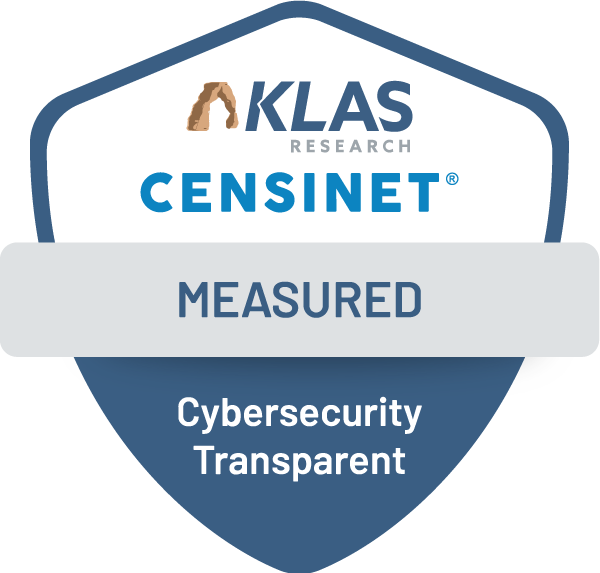 KLAS
RESEARCH
CENSINET®
MEASURED
Cybersecurity
Transparent